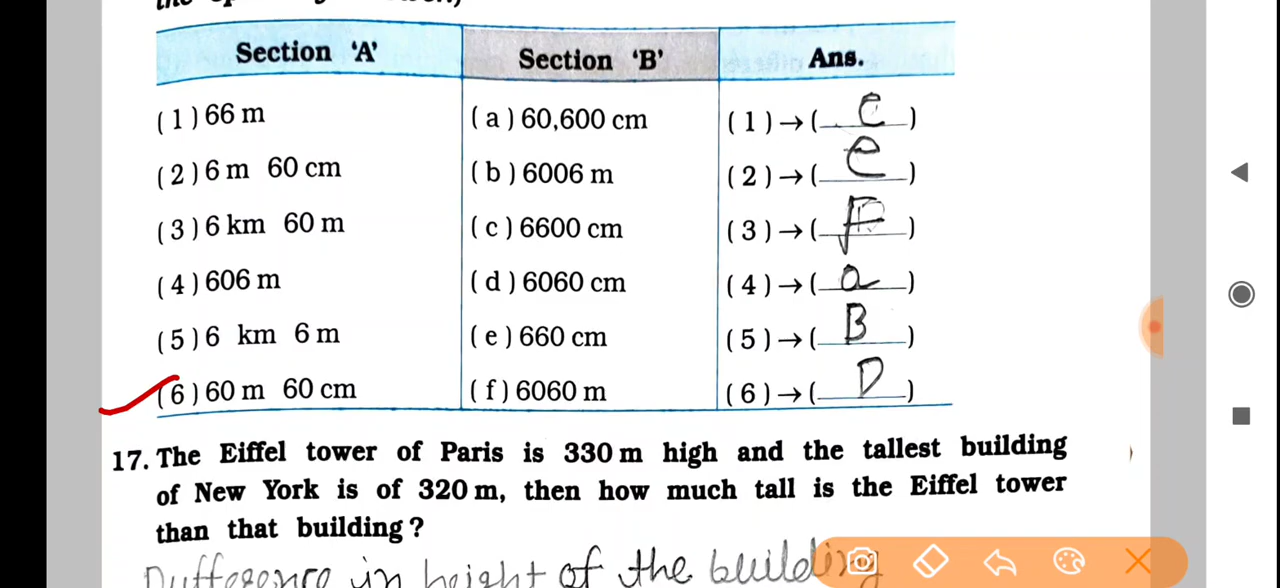 Section 'A' Section 'B' Ans.
(1) 66 m (a) 60,600 cm (1)→(C)
(2) 6 m 60 cm (b) 6006 m (2)→(e)
(3) 6 km 60 m (c) 6600 cm (3)→(F)
(4) 606 m (d) 6060 cm (4)→(a)
(5) 6 km 6 m (e) 660 cm (5)→(B)
(6) 60 m 60 cm (f) 6060 m (6)→(D)
17. The Eiffel tower of Paris is 330 m high and the tallest building
of New York is of 320 m, then how much tall is the Eiffel tower
than that building?
Dufference in height of the building